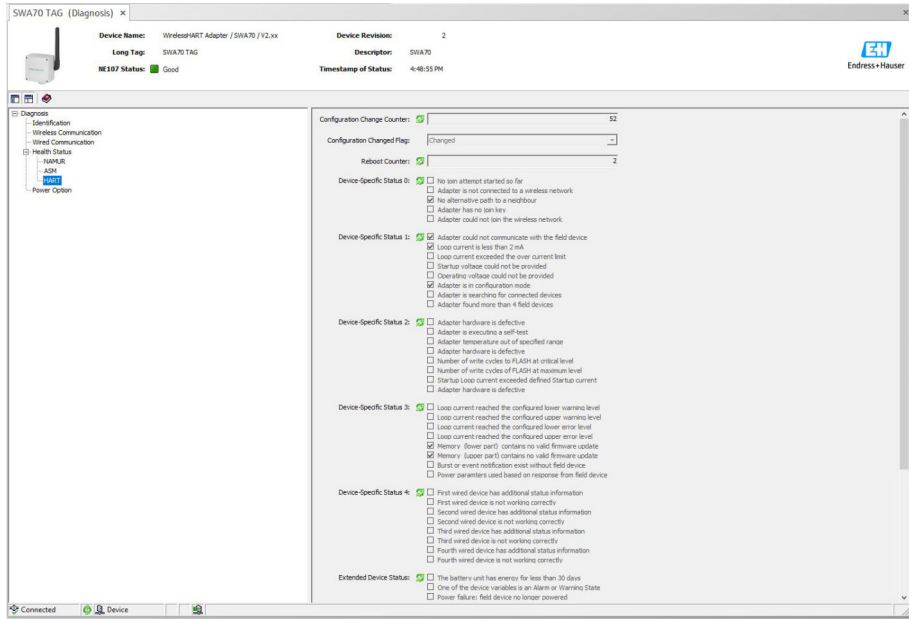 SWA70 TAG (Diagnosis) ×
Device Name: WirelessHART Adapter / SWA70 / V2.xx Device Revision: 2
Long Tag: SWA70 TAG Descriptor: SWA70
NE107 Status: Good Timestamp of Status: 4:48:55 PM
EH
Endress+Hauser
Diagnosis
Identification
Wireless Communication
Wired Communication
Health Status
NAMUR
ASM
HART
Power Option
Configuration Change Counter: 52
Configuration Changed Flag: Changed
Reboot Counter: 2
Device-Specific Status 0: No join attempt started so far
Adapter is not connected to a wireless network
No alternative path to a neighbour
Adapter has no join key
Adapter could not join the wireless network
Device-Specific Status 1: Adapter could not communicate with the field device
Loop current is less than 2 mA
Loop current exceeded the over current limit
Startup voltage could not be provided
Operating voltage could not be provided
Adapter is in configuration mode
Adapter is searching for connected devices
Adapter found more than 4 field devices
Device-Specific Status 2: Adapter hardware is defective
Adapter is executing a self-test
Adapter temperature out of specified range
Adapter hardware is defective
Number of write cycles to FLASH at critical level
Number of write cycles of FLASH at maximum level
Startup Loop current exceeded defined Startup current
Adapter hardware is defective
Device-Specific Status 3: Loop current reached the configured lower warning level
Loop current reached the configured upper warning level
Loop current reached the configured lower error level
Loop current reached the configured upper error level
Memory (lower part) contains no valid firmware update
Memory (upper part) contains no valid firmware update
Burst or event notification exist without field device
Power paramters used based on response from field device
Device-Specific Status 4: First wired device has additional status information
First wired device is not working correctly
Second wired device has additional status information
Second wired device is not working correctly
Third wired device has additional status information
Third wired device is not working correctly
Fourth wired device has additional status information
Fourth wired device is not working correctly
Extended Device Status: The battery unit has energy for less than 30 days
One of the device variables is an Alarm or Warning State
Power failure: field device no longer powered
Connected Device